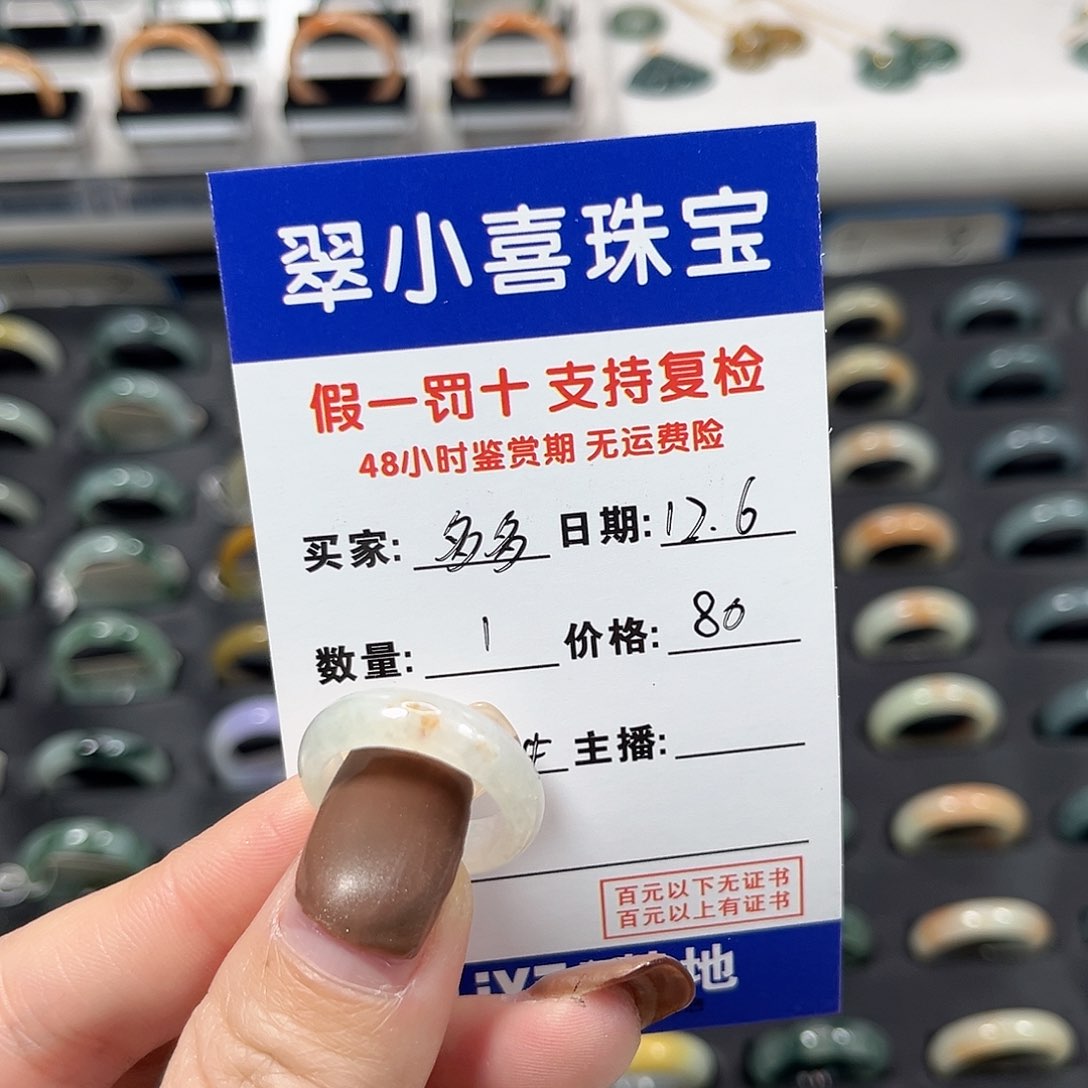 翠小喜珠宝
假一罚十 支持复检
48小时鉴赏期 无运费险
买家: 多多 日期: 12.6
数量: 1 价格: 80
主播:
百元以下无证书
百元以上有证书
地